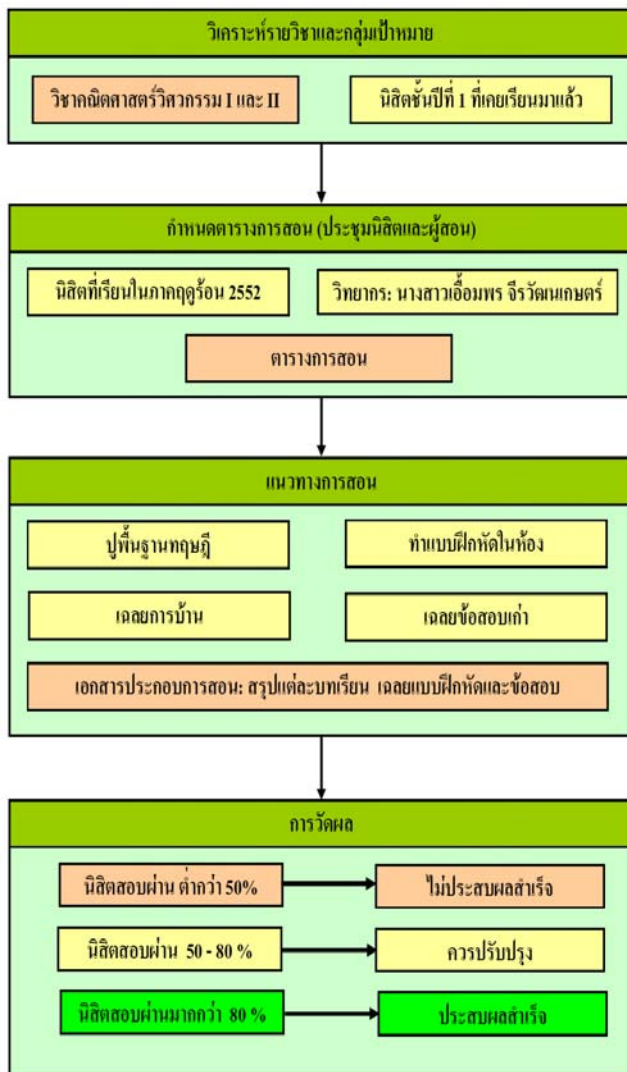 วิเคราะห์รายวิชาและกลุ่มเป้าหมาย
วิชาคณิตศาสตร์วิศวกรรม I และ II
นิสิตชั้นปีที่ 1 ที่เคยเรียนมาแล้ว
กำหนดตารางการสอน (ประชุมนิสิตและผู้สอน)
นิสิตที่เรียนในภาคฤดูร้อน 2552
วิทยากร: นางสาวเอื้อมพร จีรวัฒนเกษตร์
ตารางการสอน
แนวทางการสอน
ปูพื้นฐานทฤษฎี
ทำแบบฝึกหัดในห้อง
เฉลยการบ้าน
เฉลยข้อสอบเก่า
เอกสารประกอบการสอน: สรุปแต่ละบทเรียน เฉลยแบบฝึกหัดและข้อสอบ
การวัดผล
นิสิตสอบผ่าน ต่ำกว่า 50%
ไม่ประสบผลสำเร็จ
นิสิตสอบผ่าน 50 - 80 %
ควรปรับปรุง
นิสิตสอบผ่านมากกว่า 80 %
ประสบผลสำเร็จ